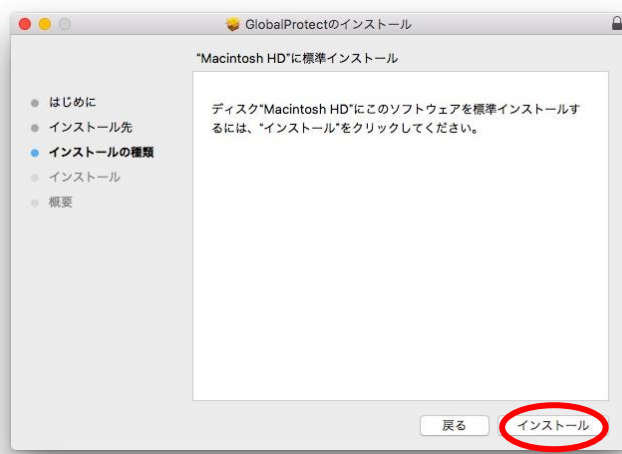 GlobalProtectのインストール
"Macintosh HD"に標準インストール
はじめに
インストール先
インストールの種類
インストール
概要
ディスク"Macintosh HD"にこのソフトウェアを標準インストールす
るには、"インストール"をクリックしてください。
戻る
インストール